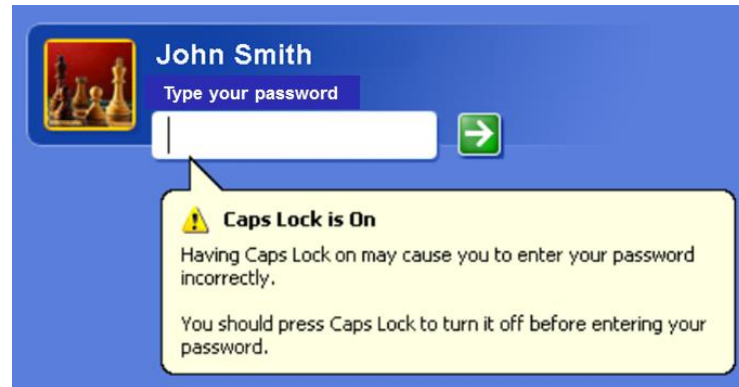 John Smith
Type your password
Caps Lock is On
Having Caps Lock on may cause you to enter your password
incorrectly.
You should press Caps Lock to turn it off before entering your
password.